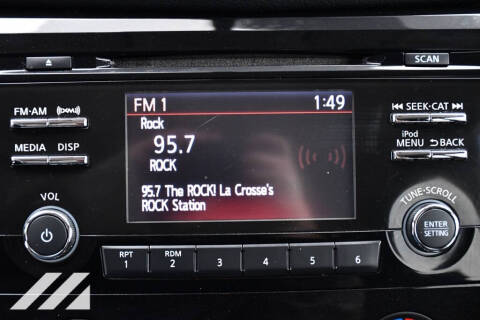 SCAN
FM·AM
FM 1 1:49
SEEK·CAT
Rock
95.7
ROCK
iPod
MENU BACK
MEDIA DISP
95.7 The ROCK! La Crosse's
ROCK Station
VOL
TUNE·SCROLL
ENTER
SETTING
RPT
1
RDM
2
3
4
5
6